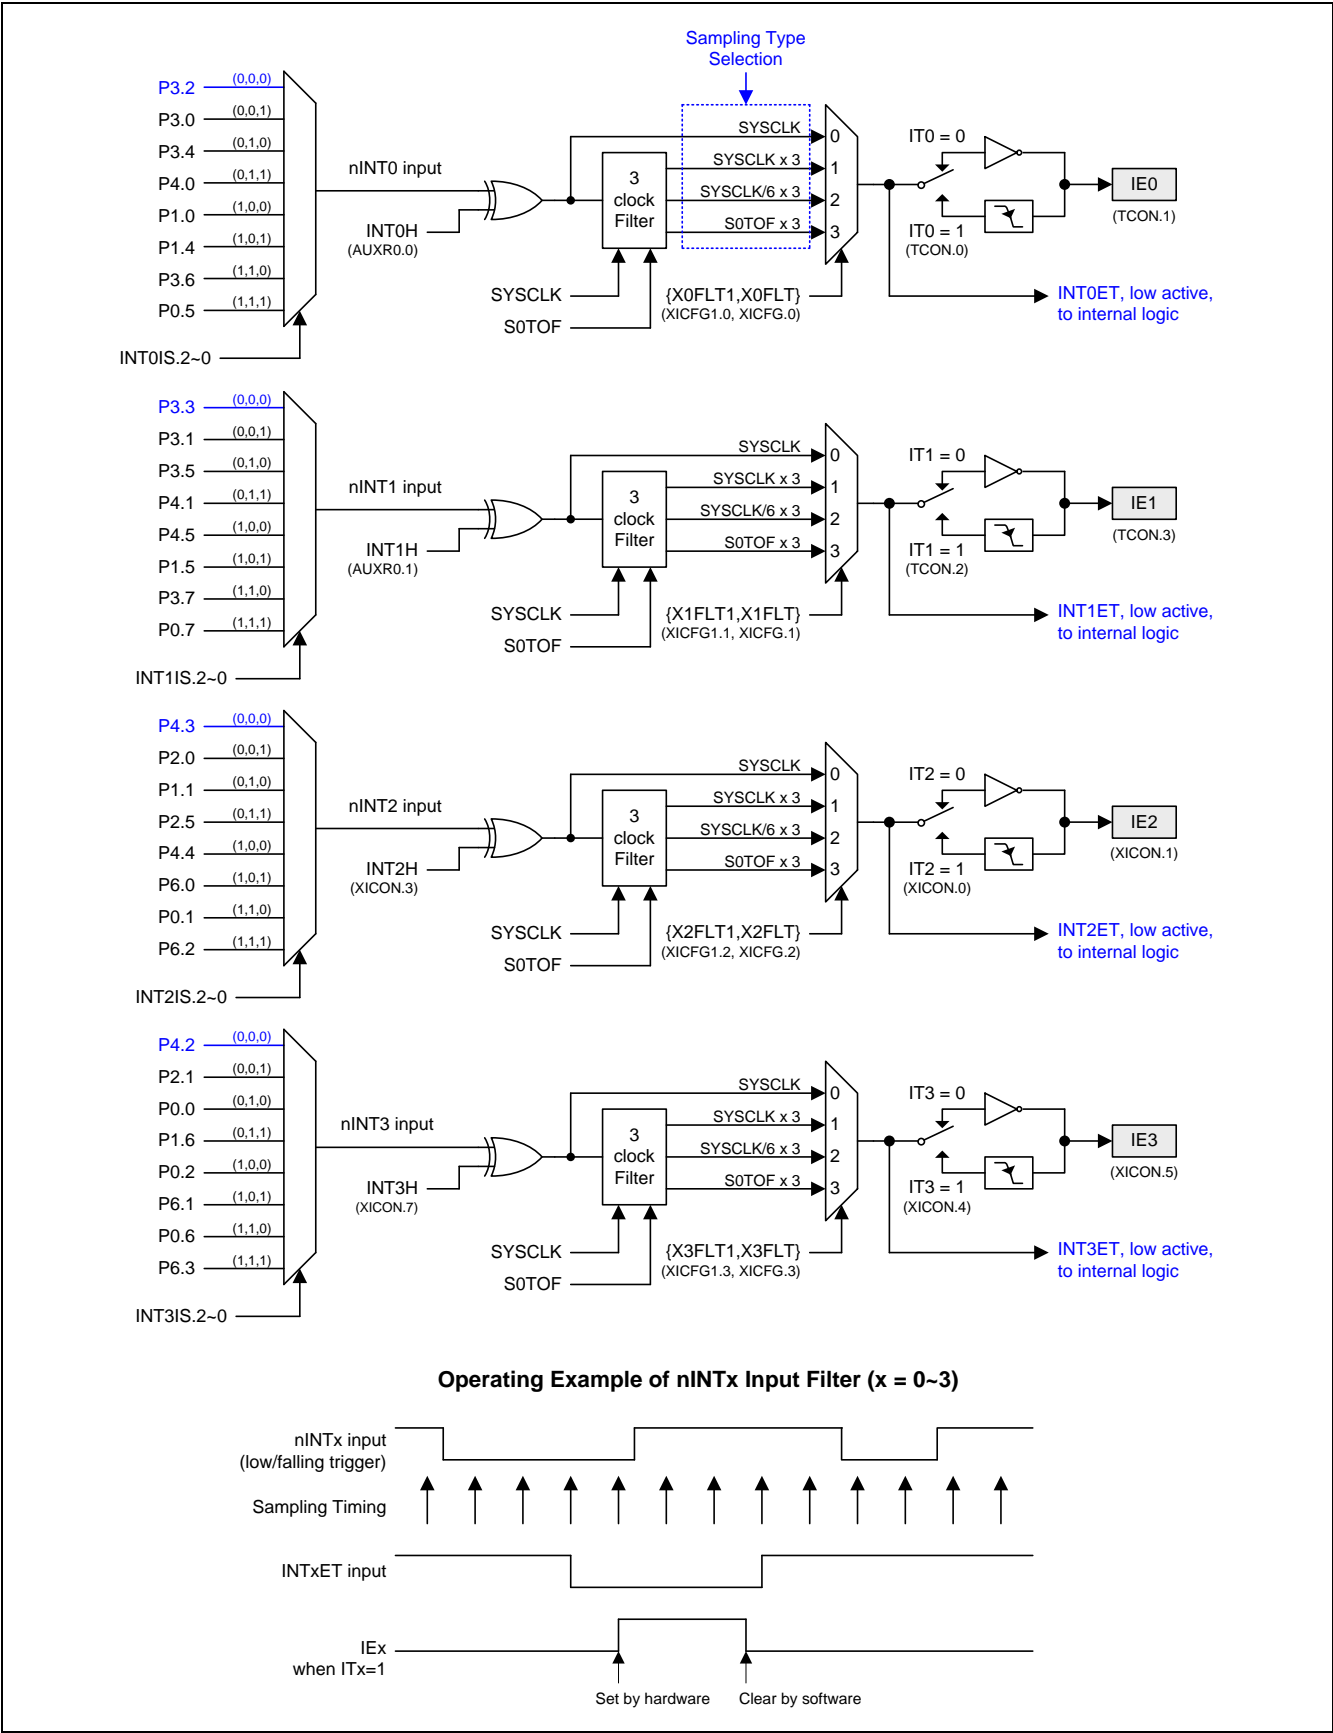 Sampling Type
Selection
P3.2 (0,0,0)
P3.0 (0,0,1)
P3.4 (0,1,0)
P4.0 (0,1,1)
P1.0 (1,0,0)
P1.4 (1,0,1)
P3.6 (1,1,0)
P0.5 (1,1,1)
INT0IS.2~0
nINT0 input
INT0H
(AUXR0.0)
3
clock
Filter
SYSCLK
S0TOF
SYSCLK 0
SYSCLK x 3 1
SYSCLK/6 x 3 2
S0TOF x 3 3
{X0FLT1,X0FLT}
(XICFG1.0, XICFG.0)
IT0 = 0
IT0 = 1
(TCON.0)
IE0
(TCON.1)
INT0ET, low active,
to internal logic
P3.3 (0,0,0)
P3.1 (0,0,1)
P3.5 (0,1,0)
P4.1 (0,1,1)
P4.5 (1,0,0)
P1.5 (1,0,1)
P3.7 (1,1,0)
P0.7 (1,1,1)
INT1IS.2~0
nINT1 input
INT1H
(AUXR0.1)
3
clock
Filter
SYSCLK
S0TOF
SYSCLK 0
SYSCLK x 3 1
SYSCLK/6 x 3 2
S0TOF x 3 3
{X1FLT1,X1FLT}
(XICFG1.1, XICFG.1)
IT1 = 0
IT1 = 1
(TCON.2)
IE1
(TCON.3)
INT1ET, low active,
to internal logic
P4.3 (0,0,0)
P2.0 (0,0,1)
P1.1 (0,1,0)
P2.5 (0,1,1)
P4.4 (1,0,0)
P6.0 (1,0,1)
P0.1 (1,1,0)
P6.2 (1,1,1)
INT2IS.2~0
nINT2 input
INT2H
(XICON.3)
3
clock
Filter
SYSCLK
S0TOF
SYSCLK 0
SYSCLK x 3 1
SYSCLK/6 x 3 2
S0TOF x 3 3
{X2FLT1,X2FLT}
(XICFG1.2, XICFG.2)
IT2 = 0
IT2 = 1
(XICON.0)
IE2
(XICON.1)
INT2ET, low active,
to internal logic
P4.2 (0,0,0)
P2.1 (0,0,1)
P0.0 (0,1,0)
P1.6 (0,1,1)
P0.2 (1,0,0)
P6.1 (1,0,1)
P0.6 (1,1,0)
P6.3 (1,1,1)
INT3IS.2~0
nINT3 input
INT3H
(XICON.7)
3
clock
Filter
SYSCLK
S0TOF
SYSCLK 0
SYSCLK x 3 1
SYSCLK/6 x 3 2
S0TOF x 3 3
{X3FLT1,X3FLT}
(XICFG1.3, XICFG.3)
IT3 = 0
IT3 = 1
(XICON.4)
IE3
(XICON.5)
INT3ET, low active,
to internal logic
Operating Example of nINTx Input Filter (x = 0~3)
nINTx input
(low/falling trigger)
Sampling Timing
INTxET input
IEx
when ITx=1
Set by hardware
Clear by software